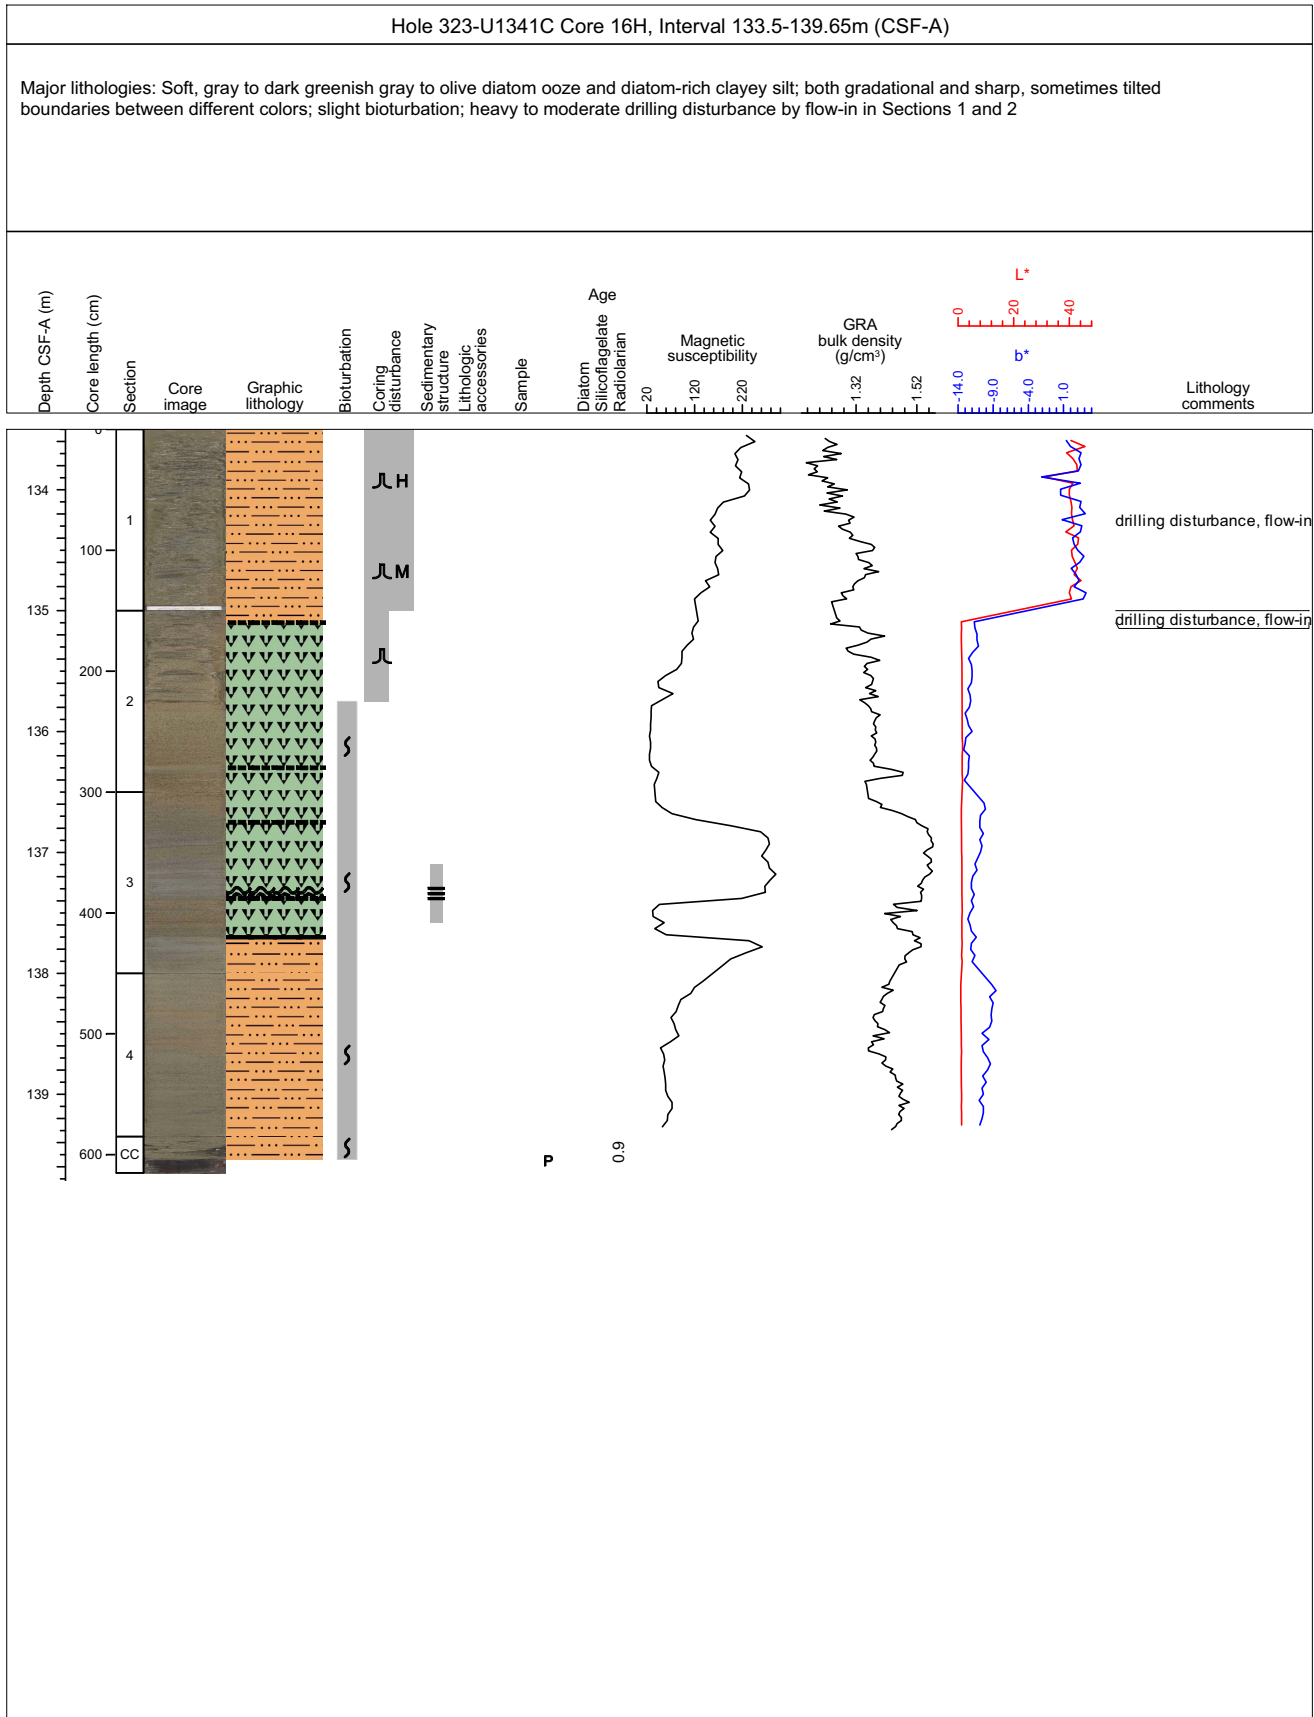 Hole 323-U1341C Core 16H, Interval 133.5-139.65m (CSF-A)
Major lithologies: Soft, gray to dark greenish gray to olive diatom ooze and diatom-rich clayey silt; both gradational and sharp, sometimes tilted
boundaries between different colors; slight bioturbation; heavy to moderate drilling disturbance by flow-in in Sections 1 and 2
Depth CSF-A (m)
Core length (cm)
Section
Core
image
Graphic
lithology
Bioturbation
Coring
disturbance
Sedimentary
structure
Lithologic
accessories
Sample
Age
Diatom
Silicoflagelate
Radiolarian
Magnetic
susceptibility
20 120 220
GRA
bulk density
(g/cm³)
1.32 1.52
L*
0 20 40
b*
-14.0 -9.0 -4.0 1.0
Lithology
comments
0
134
H
1
drilling disturbance, flow-in
100
M
135
drilling disturbance, flow-in
200
2
136
300
137
3
400
138
500
4
139
600
CC
P
0.9